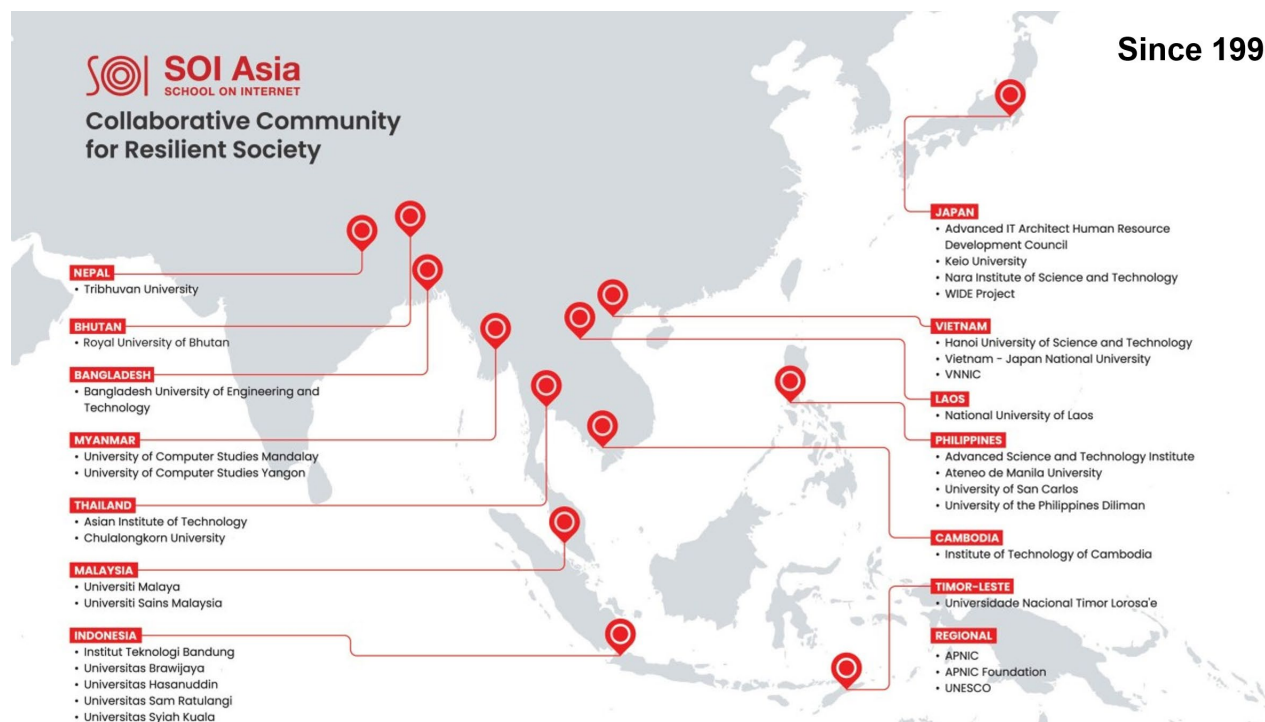 SOI Asia
SCHOOL ON INTERNET
Collaborative Community
for Resilient Society
Since 199
NEPAL
• Tribhuvan University
BHUTAN
• Royal University of Bhutan
BANGLADESH
• Bangladesh University of Engineering and
Technology
MYANMAR
• University of Computer Studies Mandalay
• University of Computer Studies Yangon
THAILAND
• Asian Institute of Technology
• Chulalongkorn University
MALAYSIA
• Universiti Malaya
• Universiti Sains Malaysia
INDONESIA
• Institut Teknologi Bandung
• Universitas Brawijaya
• Universitas Hasanuddin
• Universitas Sam Ratulangi
• Universitas Syiah Kuala
JAPAN
• Advanced IT Architect Human Resource
Development Council
• Keio University
• Nara Institute of Science and Technology
• WIDE Project
VIETNAM
• Hanoi University of Science and Technology
• Vietnam - Japan National University
• VNNIC
LAOS
• National University of Laos
PHILIPPINES
• Advanced Science and Technology Institute
• Ateneo de Manila University
• University of San Carlos
• University of the Philippines Diliman
CAMBODIA
• Institute of Technology of Cambodia
TIMOR-LESTE
• Universidade Nacional Timor Lorosa'e
REGIONAL
• APNIC
• APNIC Foundation
• UNESCO